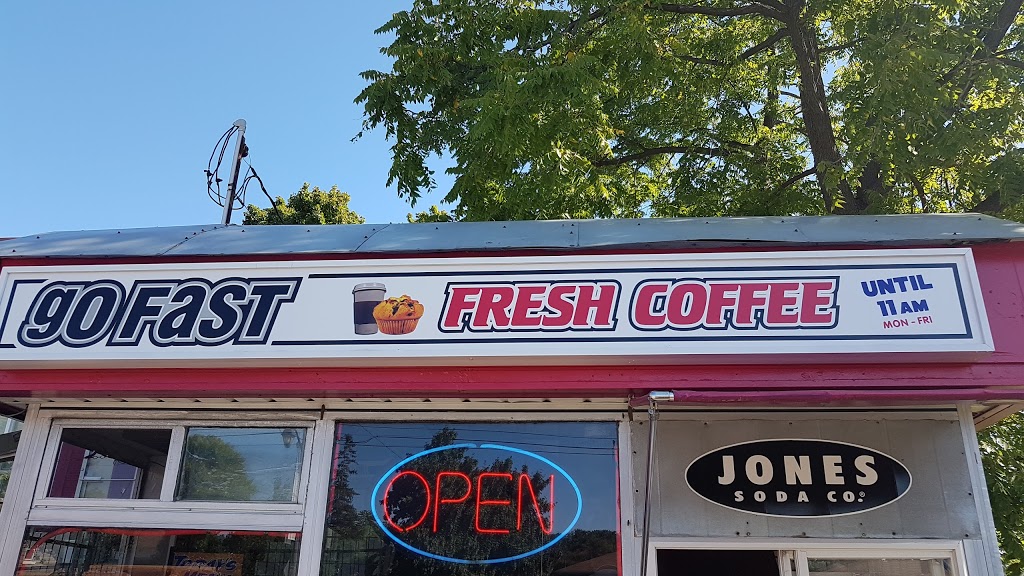 goFaST
FRESH COFFEE
UNTIL
11 AM
MON - FRI
OPEN
JONES
SODA CO.®